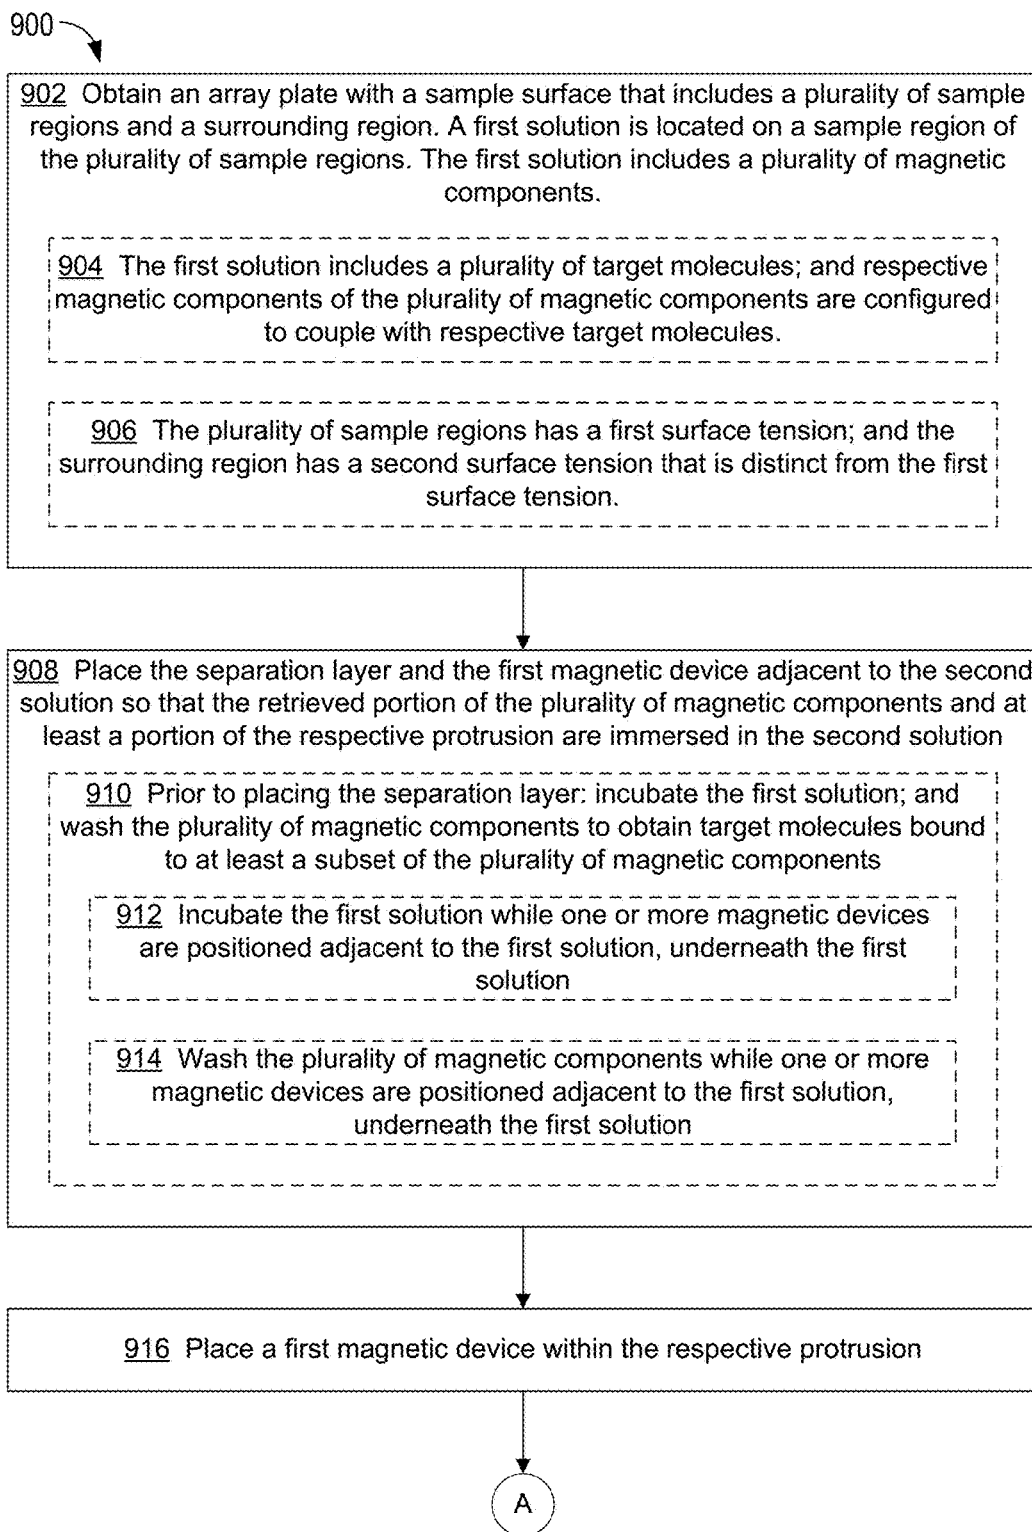 900
902 Obtain an array plate with a sample surface that includes a plurality of sample
regions and a surrounding region. A first solution is located on a sample region of
the plurality of sample regions. The first solution includes a plurality of magnetic
components.
904 The first solution includes a plurality of target molecules; and respective
magnetic components of the plurality of magnetic components are configured
to couple with respective target molecules.
906 The plurality of sample regions has a first surface tension; and the
surrounding region has a second surface tension that is distinct from the first
surface tension.
908 Place the separation layer and the first magnetic device adjacent to the second
solution so that the retrieved portion of the plurality of magnetic components and at
least a portion of the respective protrusion are immersed in the second solution
910 Prior to placing the separation layer: incubate the first solution; and
wash the plurality of magnetic components to obtain target molecules bound
to at least a subset of the plurality of magnetic components
912 Incubate the first solution while one or more magnetic devices
are positioned adjacent to the first solution, underneath the first
solution
914 Wash the plurality of magnetic components while one or more
magnetic devices are positioned adjacent to the first solution,
underneath the first solution
916 Place a first magnetic device within the respective protrusion
A